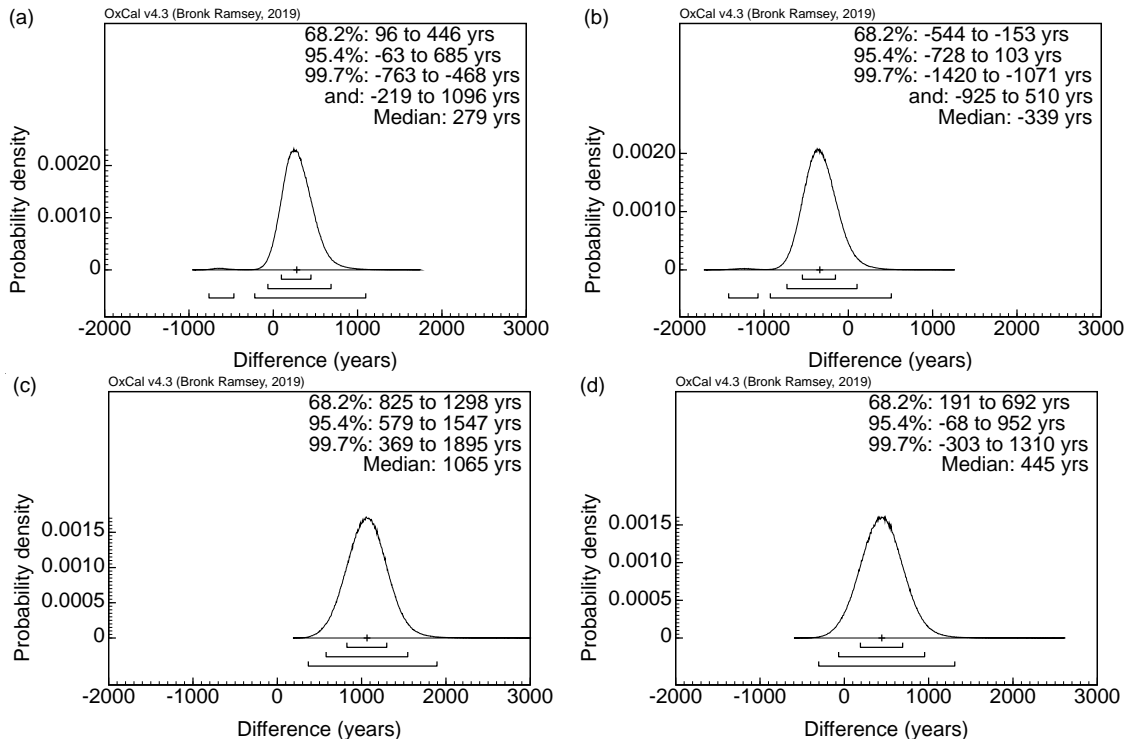 (a)
OxCal v4.3 (Bronk Ramsey, 2019)
68.2%: 96 to 446 yrs
95.4%: -63 to 685 yrs
99.7%: -763 to -468 yrs
and: -219 to 1096 yrs
Median: 279 yrs
Probability density
0.0020
0.0010
0
-2000 -1000 0 1000 2000 3000
Difference (years)
(b)
OxCal v4.3 (Bronk Ramsey, 2019)
68.2%: -544 to -153 yrs
95.4%: -728 to 103 yrs
99.7%: -1420 to -1071 yrs
and: -925 to 510 yrs
Median: -339 yrs
Probability density
0.0020
0.0010
0
-2000 -1000 0 1000 2000 3000
Difference (years)
(c)
OxCal v4.3 (Bronk Ramsey, 2019)
68.2%: 825 to 1298 yrs
95.4%: 579 to 1547 yrs
99.7%: 369 to 1895 yrs
Median: 1065 yrs
Probability density
0.0015
0.0010
0.0005
0
-2000 -1000 0 1000 2000 3000
Difference (years)
(d)
OxCal v4.3 (Bronk Ramsey, 2019)
68.2%: 191 to 692 yrs
95.4%: -68 to 952 yrs
99.7%: -303 to 1310 yrs
Median: 445 yrs
Probability density
0.0015
0.0010
0.0005
0
-2000 -1000 0 1000 2000 3000
Difference (years)